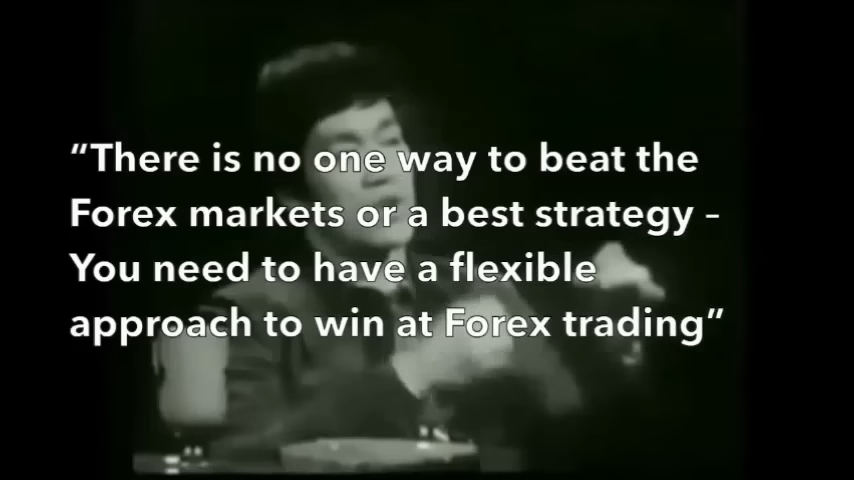 “There is no one way to beat the
Forex markets or a best strategy –
You need to have a flexible
approach to win at Forex trading”